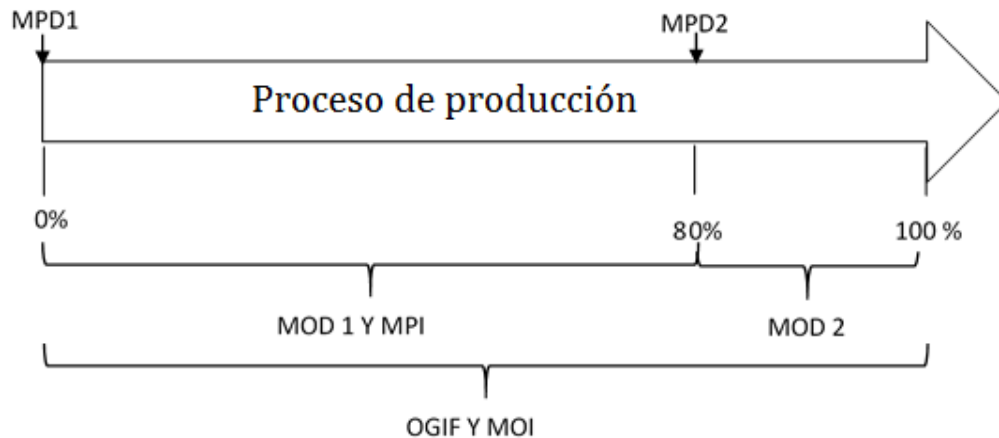 MPD1
MPD2
Proceso de producción
0%
80%
100 %
MOD 1 Y MPI
MOD 2
OGIF Y MOI